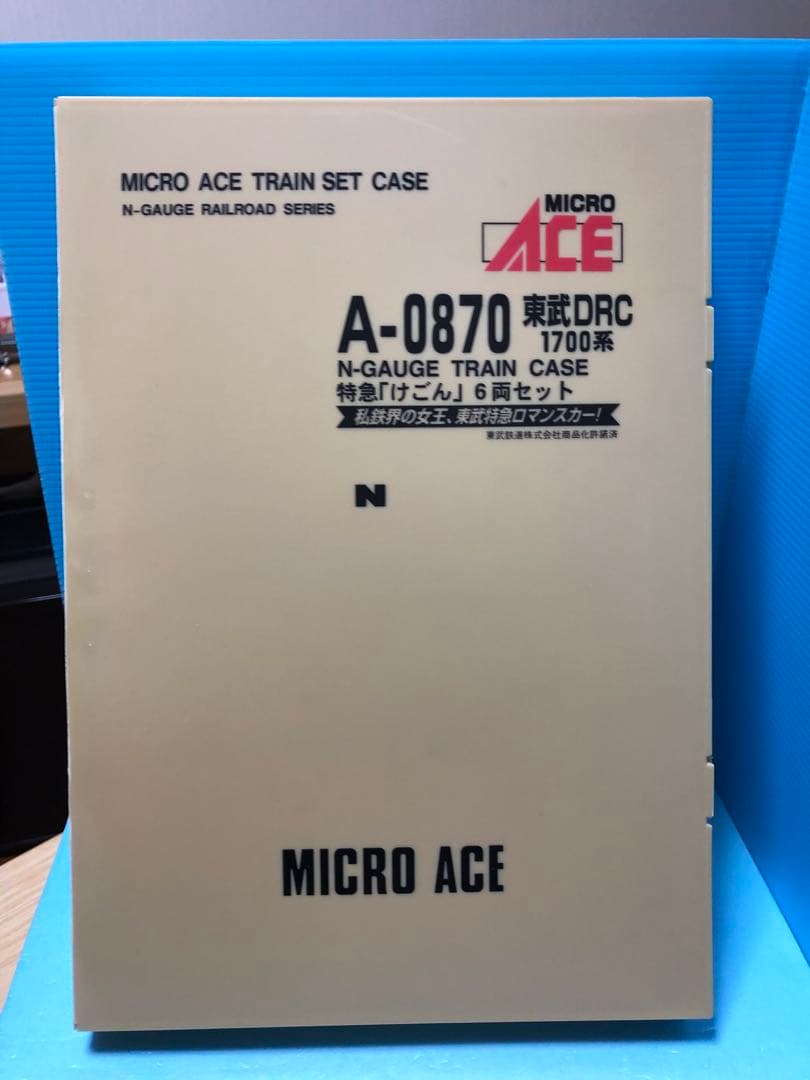 MICRO ACE TRAIN SET CASE
N-GAUGE RAILROAD SERIES
MICRO
ACE
A-0870 東武DRC
1700系
N-GAUGE TRAIN CASE
特急「けごん」6両セット
私鉄界の女王、東武特急ロマンスカー!
東武鉄道株式会社商品化許諾済
N
MICRO ACE